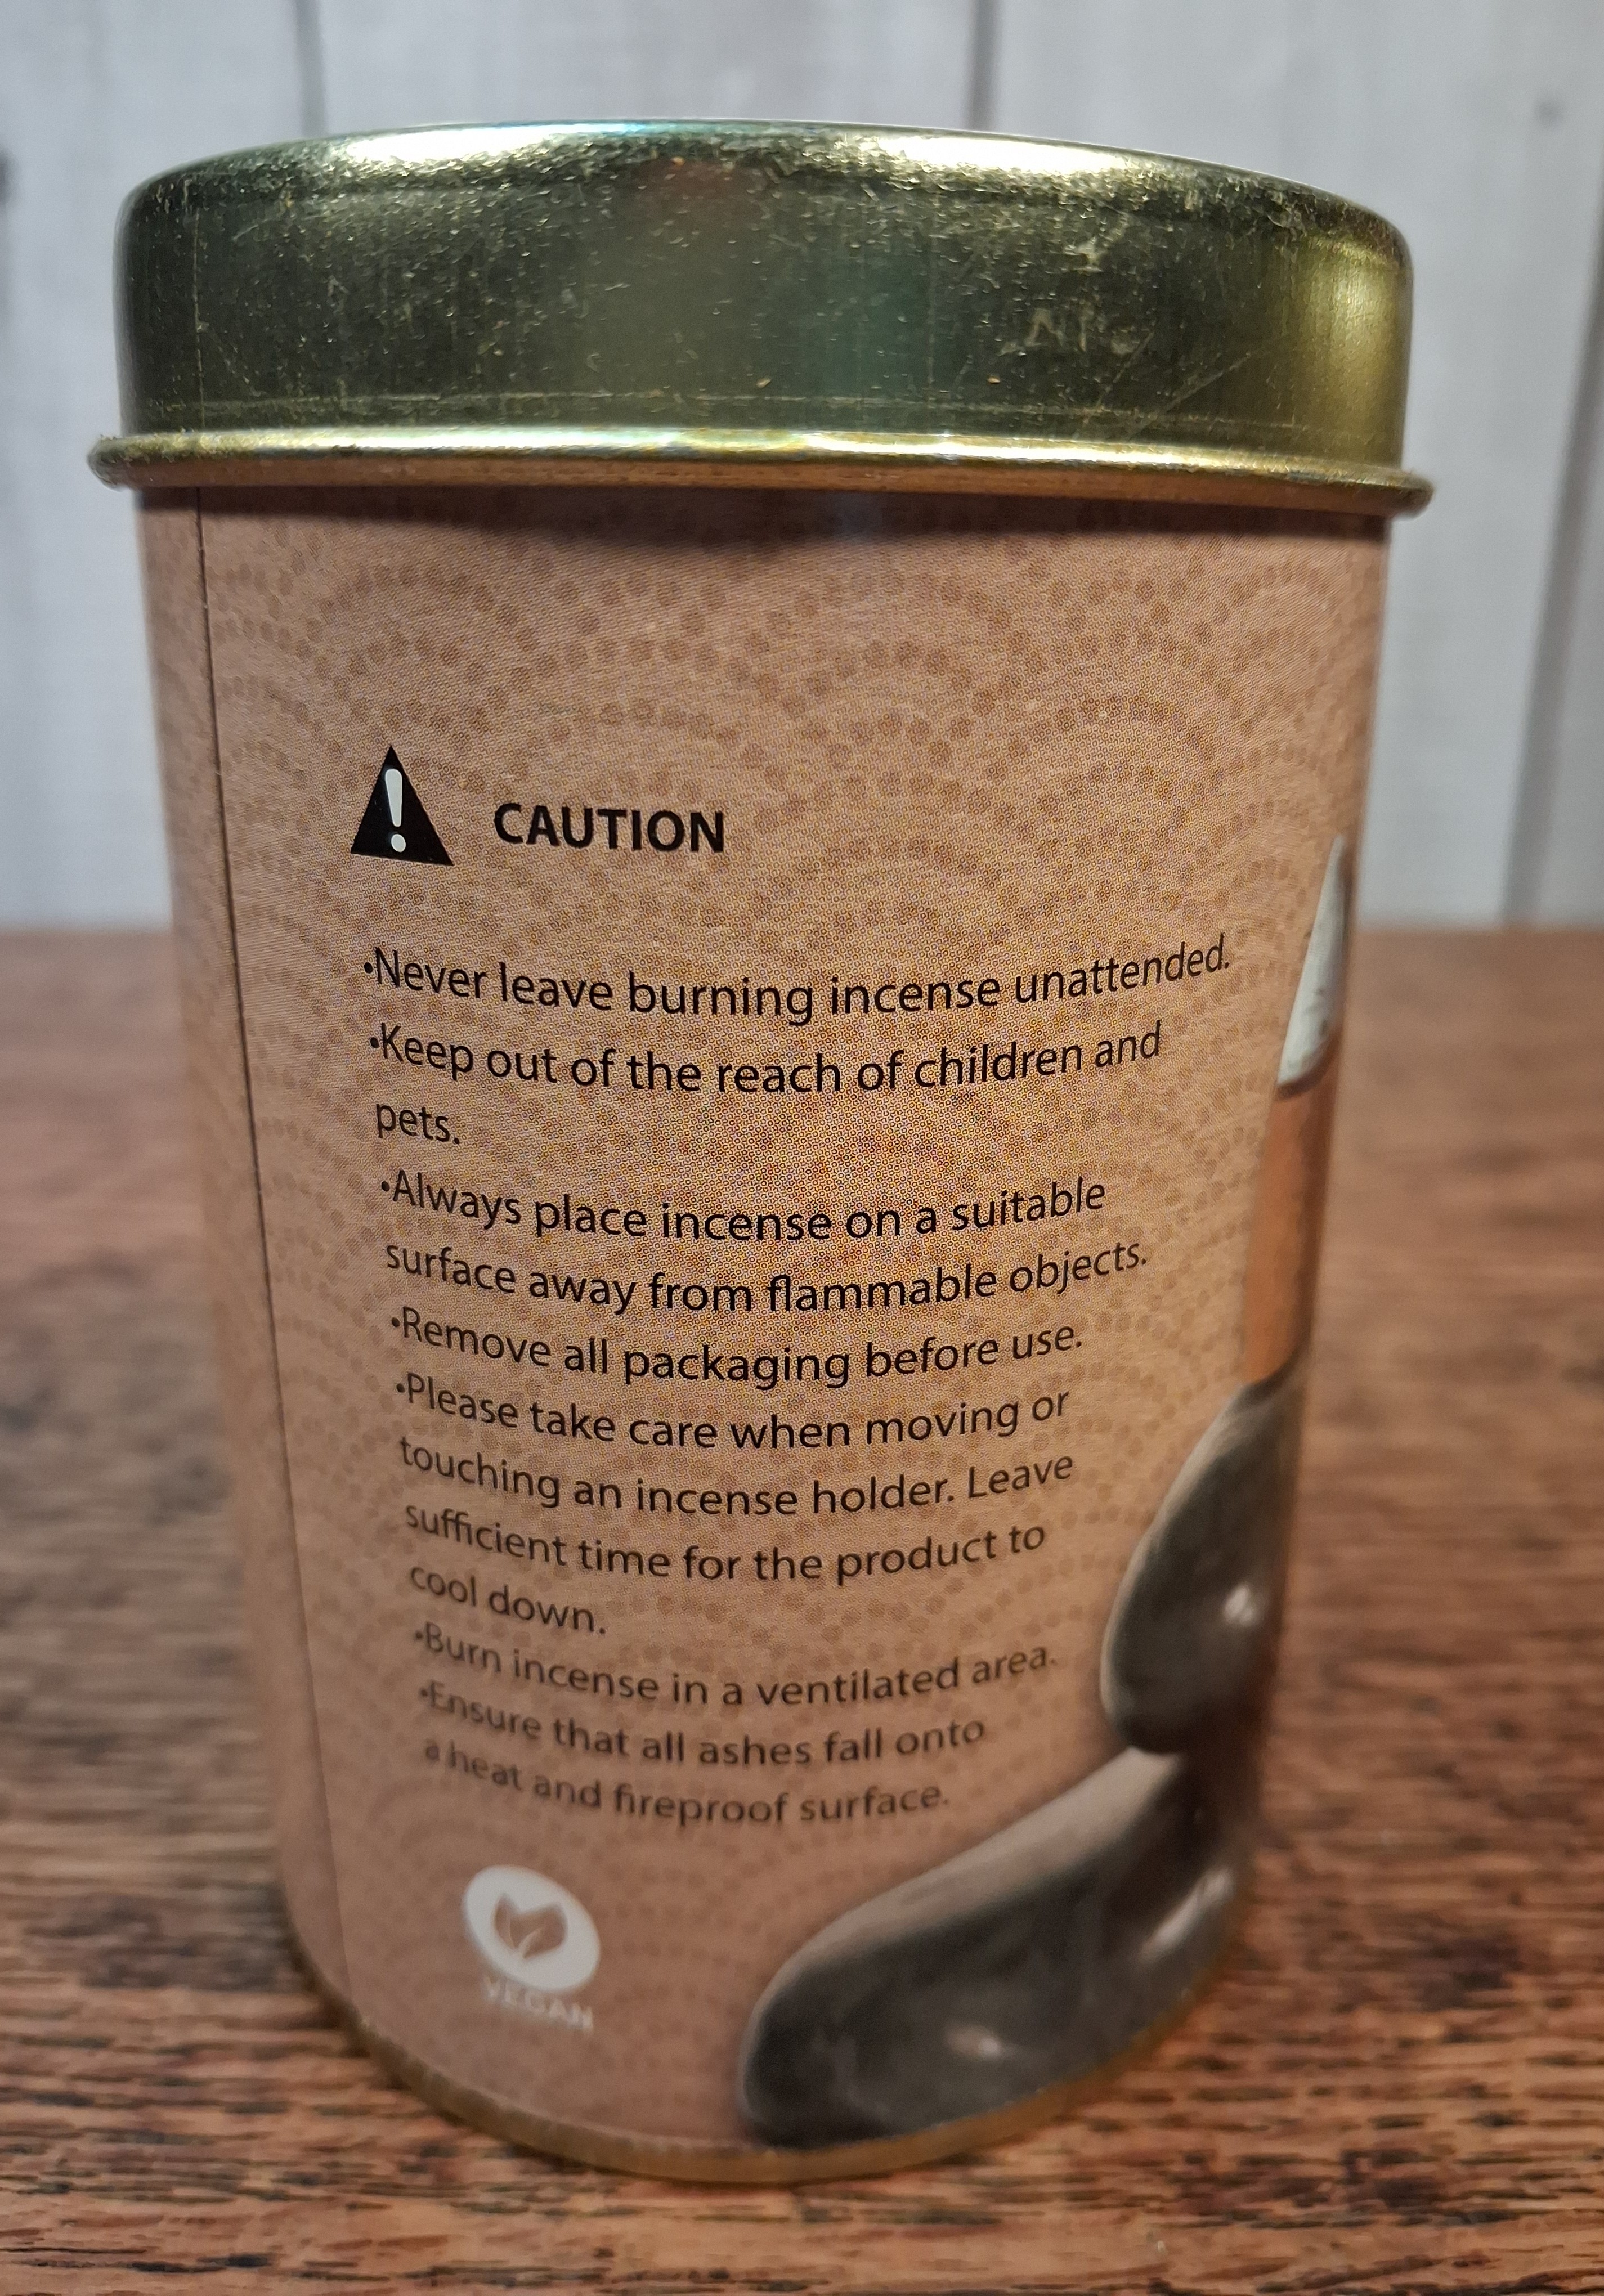 CAUTION
•Never leave burning incense unattended.
•Keep out of the reach of children and
pets.
•Always place incense on a suitable
surface away from flammable objects.
•Remove all packaging before use.
•Please take care when moving or
touching an incense holder. Leave
sufficient time for the product to
cool down.
•Burn incense in a ventilated area.
•Ensure that all ashes fall onto
a heat and fireproof surface.
VEGAN